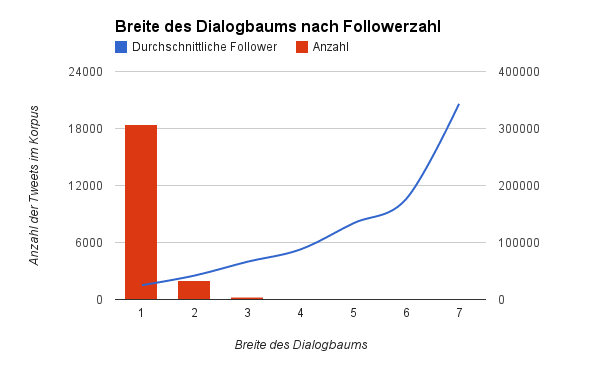 Breite des Dialogbaums nach Followerzahl
Durchschnittliche Follower Anzahl
24000 400000
18000 300000
12000 200000
6000 100000
0 0
Anzahl der Tweets im Korpus
1 2 3 4 5 6 7
Breite des Dialogbaums